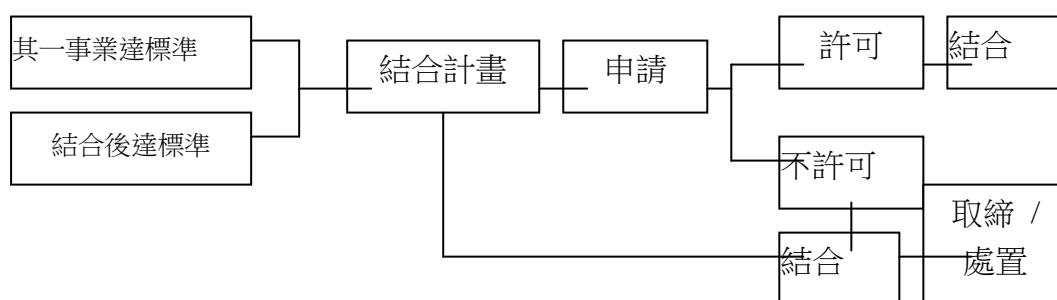 其一事業達標準
結合後達標準
結合計畫
申請
許可
結合
不許可
結合
取締 /
處置